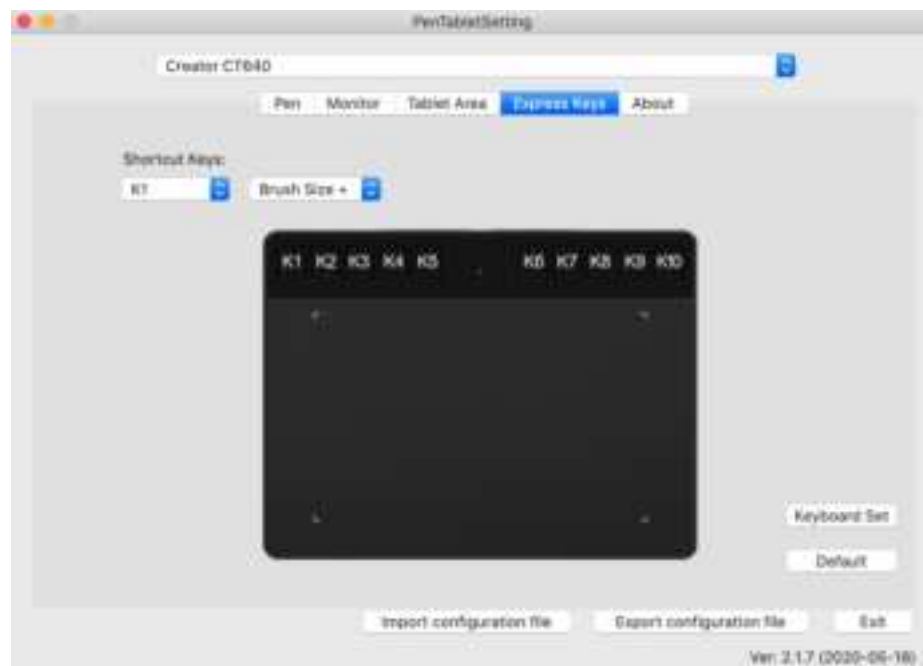 PenTabletSetting
Creator CT640
Pen Monitor Tablet Area Express Keys About
Shortcut Keys:
K1 Brush Size +
K1 K2 K3 K4 K5 K6 K7 K8 K9 K10
Keyboard Set
Default
Import configuration file Export configuration file Exit
Ver: 2.1.7 (2020-05-18)